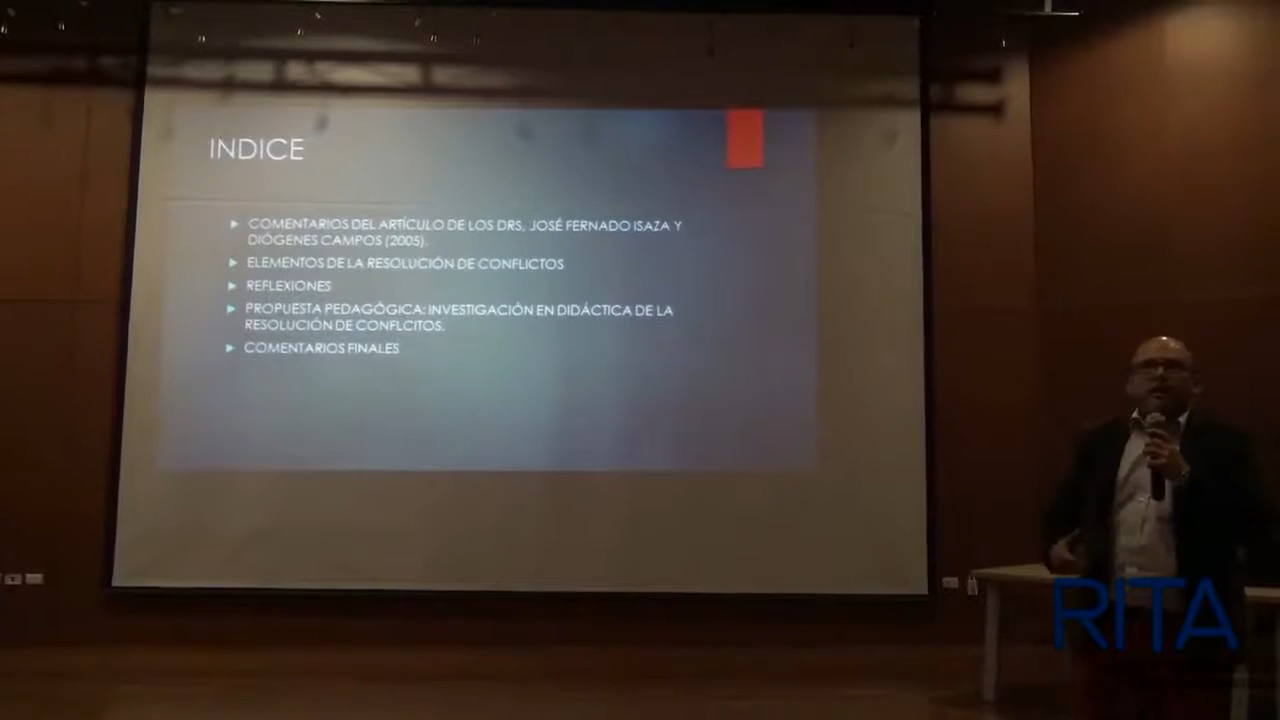 INDICE
COMENTARIOS DEL ARTÍCULO DE LOS DRS. JOSÉ FERNADO ISAZA Y
DIÓGENES CAMPOS (2005).
ELEMENTOS DE LA RESOLUCIÓN DE CONFLICTOS
REFLEXIONES
PROPUESTA PEDAGÓGICA: INVESTIGACIÓN EN DIDÁCTICA DE LA
RESOLUCIÓN DE CONFLCITOS.
COMENTARIOS FINALES
RITA